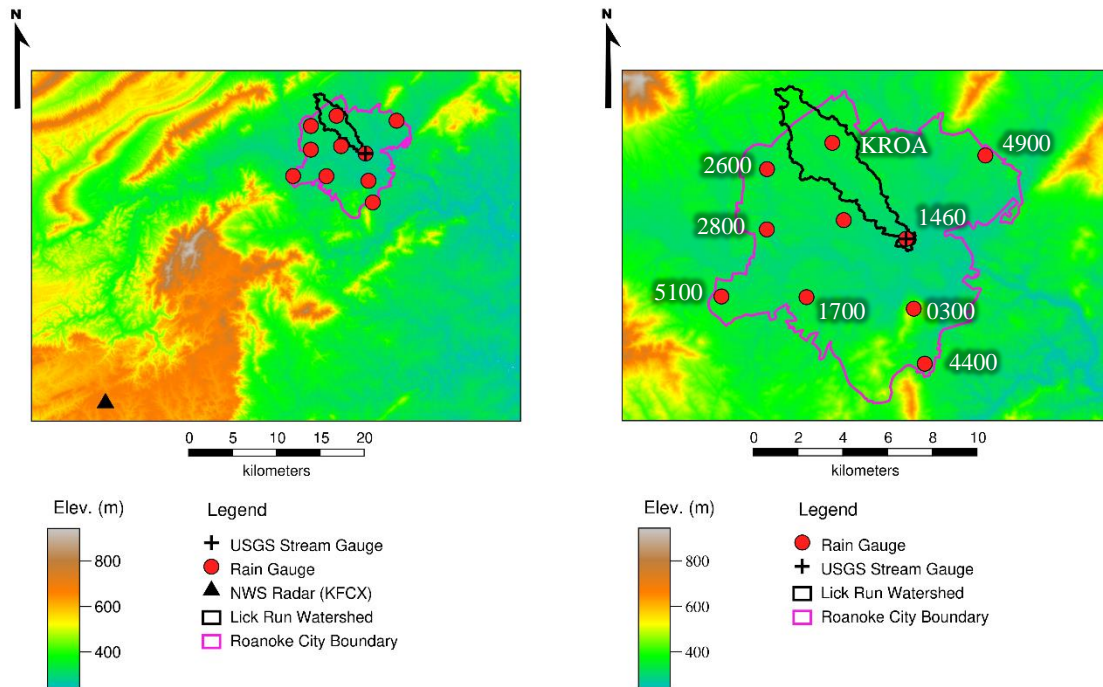 N
0 5 10 15 20
kilometers
Elev. (m)
800
600
400
Legend
USGS Stream Gauge
Rain Gauge
NWS Radar (KFCX)
Lick Run Watershed
Roanoke City Boundary
N
KROA
4900
2600
1460
2800
5100
1700
0300
4400
0 2 4 6 8 10
kilometers
Elev. (m)
800
600
400
Legend
Rain Gauge
USGS Stream Gauge
Lick Run Watershed
Roanoke City Boundary